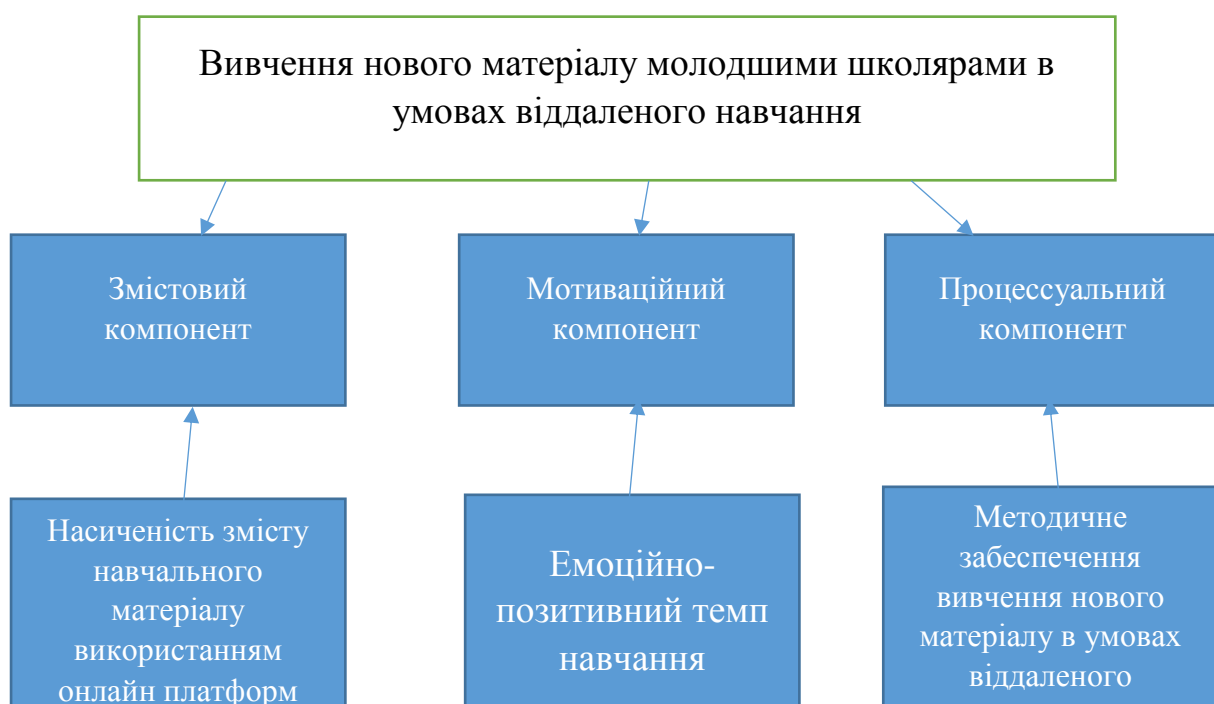 Вивчення нового матеріалу молодшими школярами в
умовах віддаленого навчання
Змістовий
компонент
Мотиваційний
компонент
Процессуальний
компонент
Насиченість змісту
навчального
матеріалу
використанням
онлайн платформ
Емоційно-
позитивний темп
навчання
Методичне
забеспечення
вивчення нового
матеріалу в умовах
віддаленого